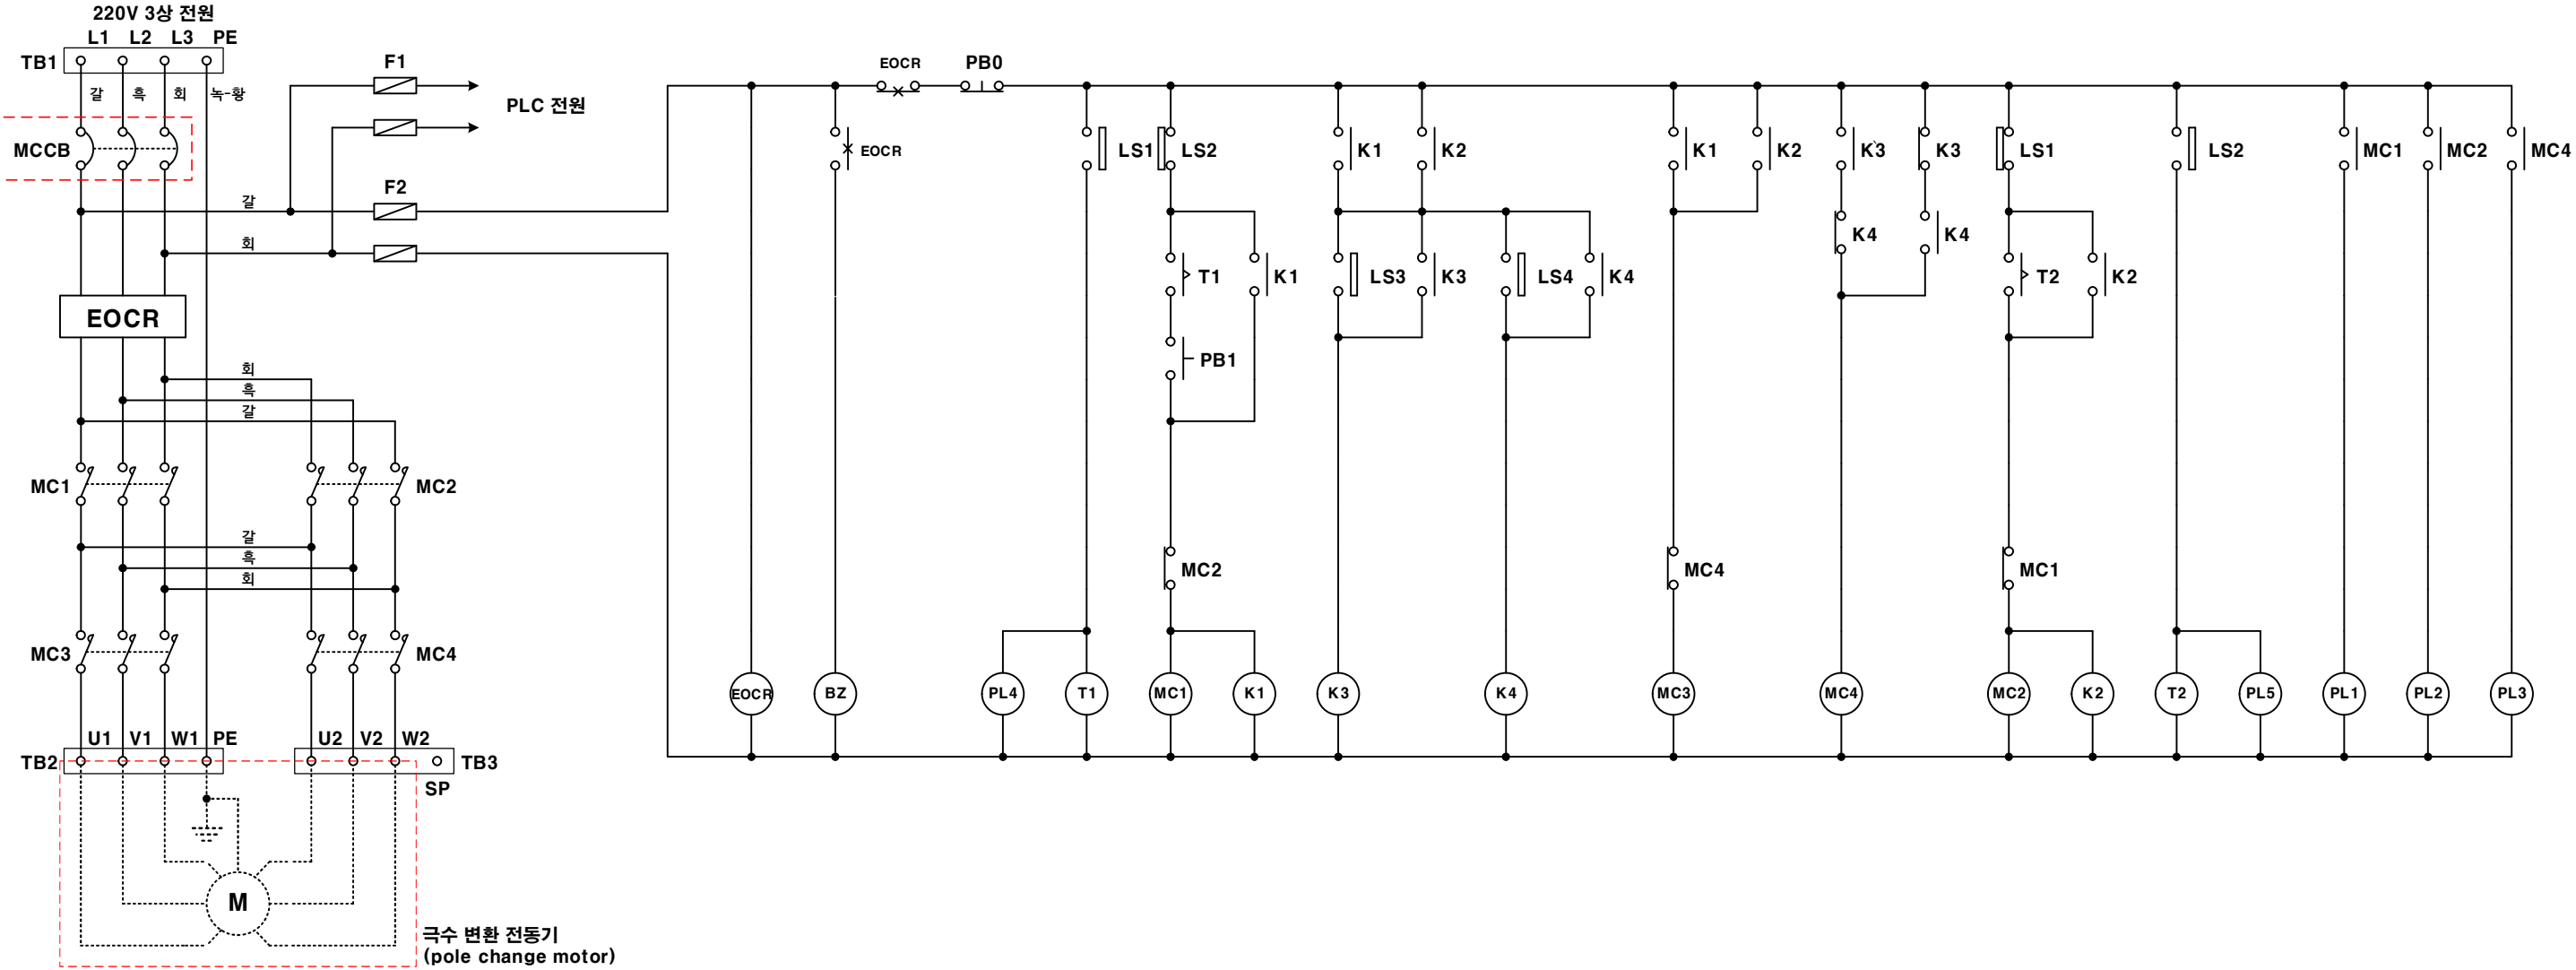 220V 3상 전원
L1 L2 L3 PE
TB1
갈 흑 회 녹-황
MCCB
F1
PLC 전원
F2
갈
회
EOCR
회
흑
갈
MC1 MC2
갈
흑
회
MC3 MC4
U1 V1 W1 PE U2 V2 W2
TB2 TB3
SP
M
극수 변환 전동기
(pole change motor)
EOCR PB0
EOCR LS1 LS2 K1 K2 K1 K2 K3 K3 LS1 LS2 MC1 MC2 MC4
K4 K4
T1 K1 LS3 K3 LS4 K4 T2 K2
PB1
MC2 MC4 MC1
EOCR BZ PL4 T1 MC1 K1 K3 K4 MC3 MC4 MC2 K2 T2 PL5 PL1 PL2 PL3